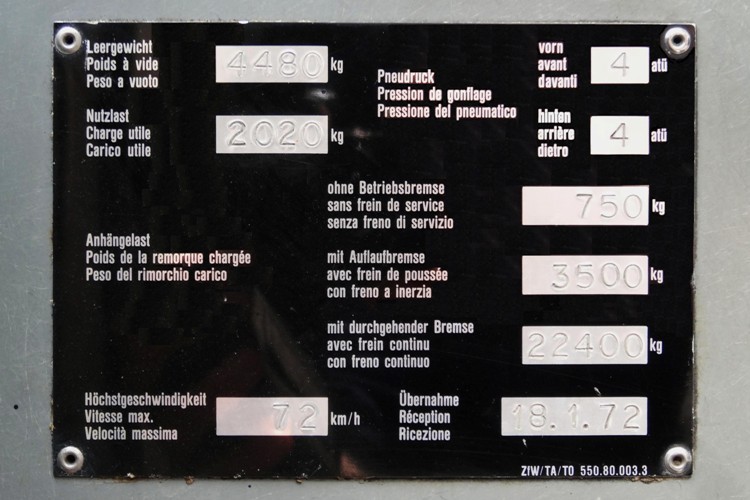 Leergewicht
Poids à vide
Peso a vuoto
4480 kg
Nutzlast
Charge utile
Carico utile
2020 kg
Pneudruck
Pression de gonflage
Pressione del pneumatico
vorn
avant
davanti
4 atü
hinten
arrière
dietro
4 atü
Anhängelast
Poids de la remorque chargée
Peso del rimorchio carico
ohne Betriebsbremse
sans frein de service
senza freno di servizio
750 kg
mit Auflaufbremse
avec frein de poussée
con freno a inerzia
3500 kg
mit durchgehender Bremse
avec frein continu
con freno continuo
22400 kg
Höchstgeschwindigkeit
Vitesse max.
Velocità massima
72 km/h
Übernahme
Réception
Ricezione
18.1.72
ZfW/TA/TO 550.80.003.3